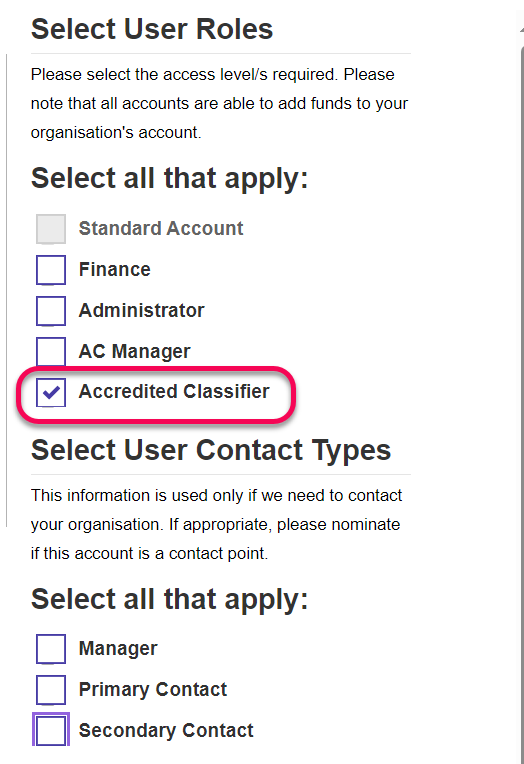 Select User Roles
Please select the access level/s required. Please
note that all accounts are able to add funds to your
organisation's account.
Select all that apply:
Standard Account
Finance
Administrator
AC Manager
Accredited Classifier
Select User Contact Types
This information is used only if we need to contact
your organisation. If appropriate, please nominate
if this account is a contact point.
Select all that apply:
Manager
Primary Contact
Secondary Contact